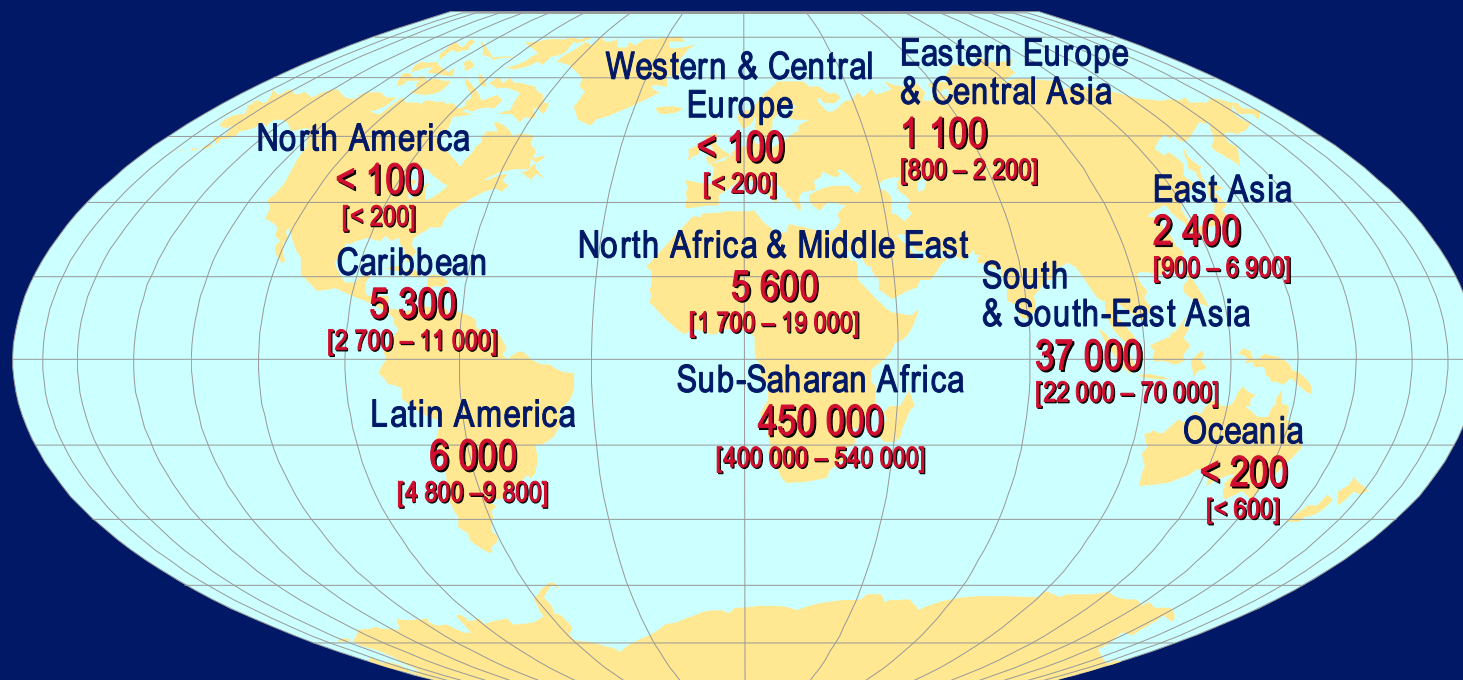 Western & Central
Europe
< 100
[< 200]
Eastern Europe
& Central Asia
1 100
[800 – 2 200]
North America
< 100
[< 200]
East Asia
2 400
[900 – 6 900]
Caribbean
5 300
[2 700 – 11 000]
North Africa & Middle East
5 600
[1 700 – 19 000]
South
& South-East Asia
37 000
[22 000 – 70 000]
Sub-Saharan Africa
450 000
[400 000 – 540 000]
Latin America
6 000
[4 800 –9 800]
Oceania
< 200
[< 600]